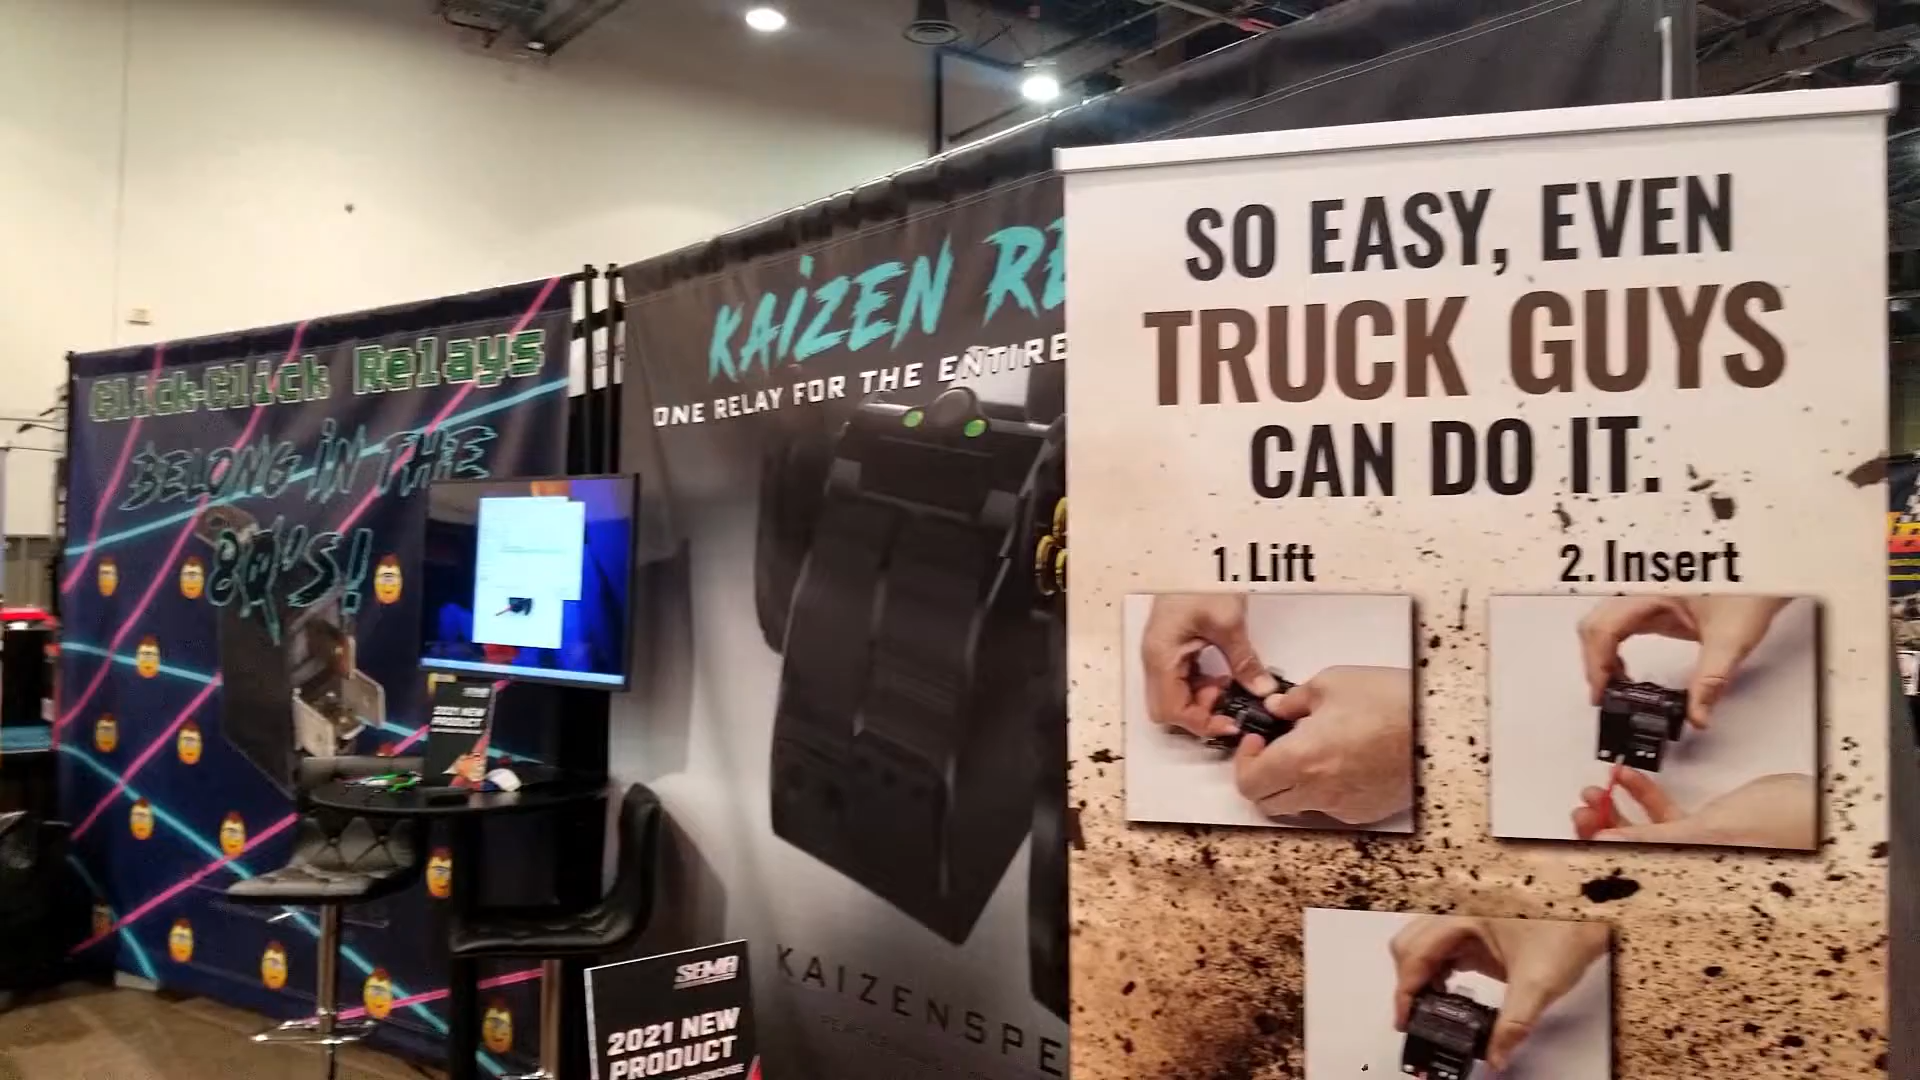 Click-Click Relays
BELONG IN THE
80'S!
KAIZEN RE
ONE RELAY FOR THE ENTIRE
KAIZENSPE
2021 NEW
PRODUCT
SEMA
2021 NEW
PRODUCT
SHOWCASE
SO EASY, EVEN
TRUCK GUYS
CAN DO IT.
1. Lift
2. Insert